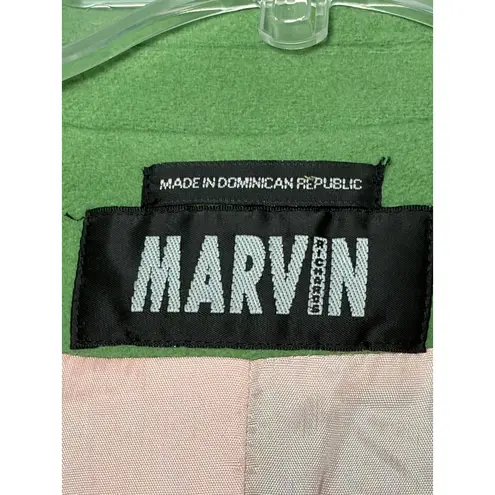 MADE IN DOMINICAN REPUBLIC
MARVIN
RICHARDS